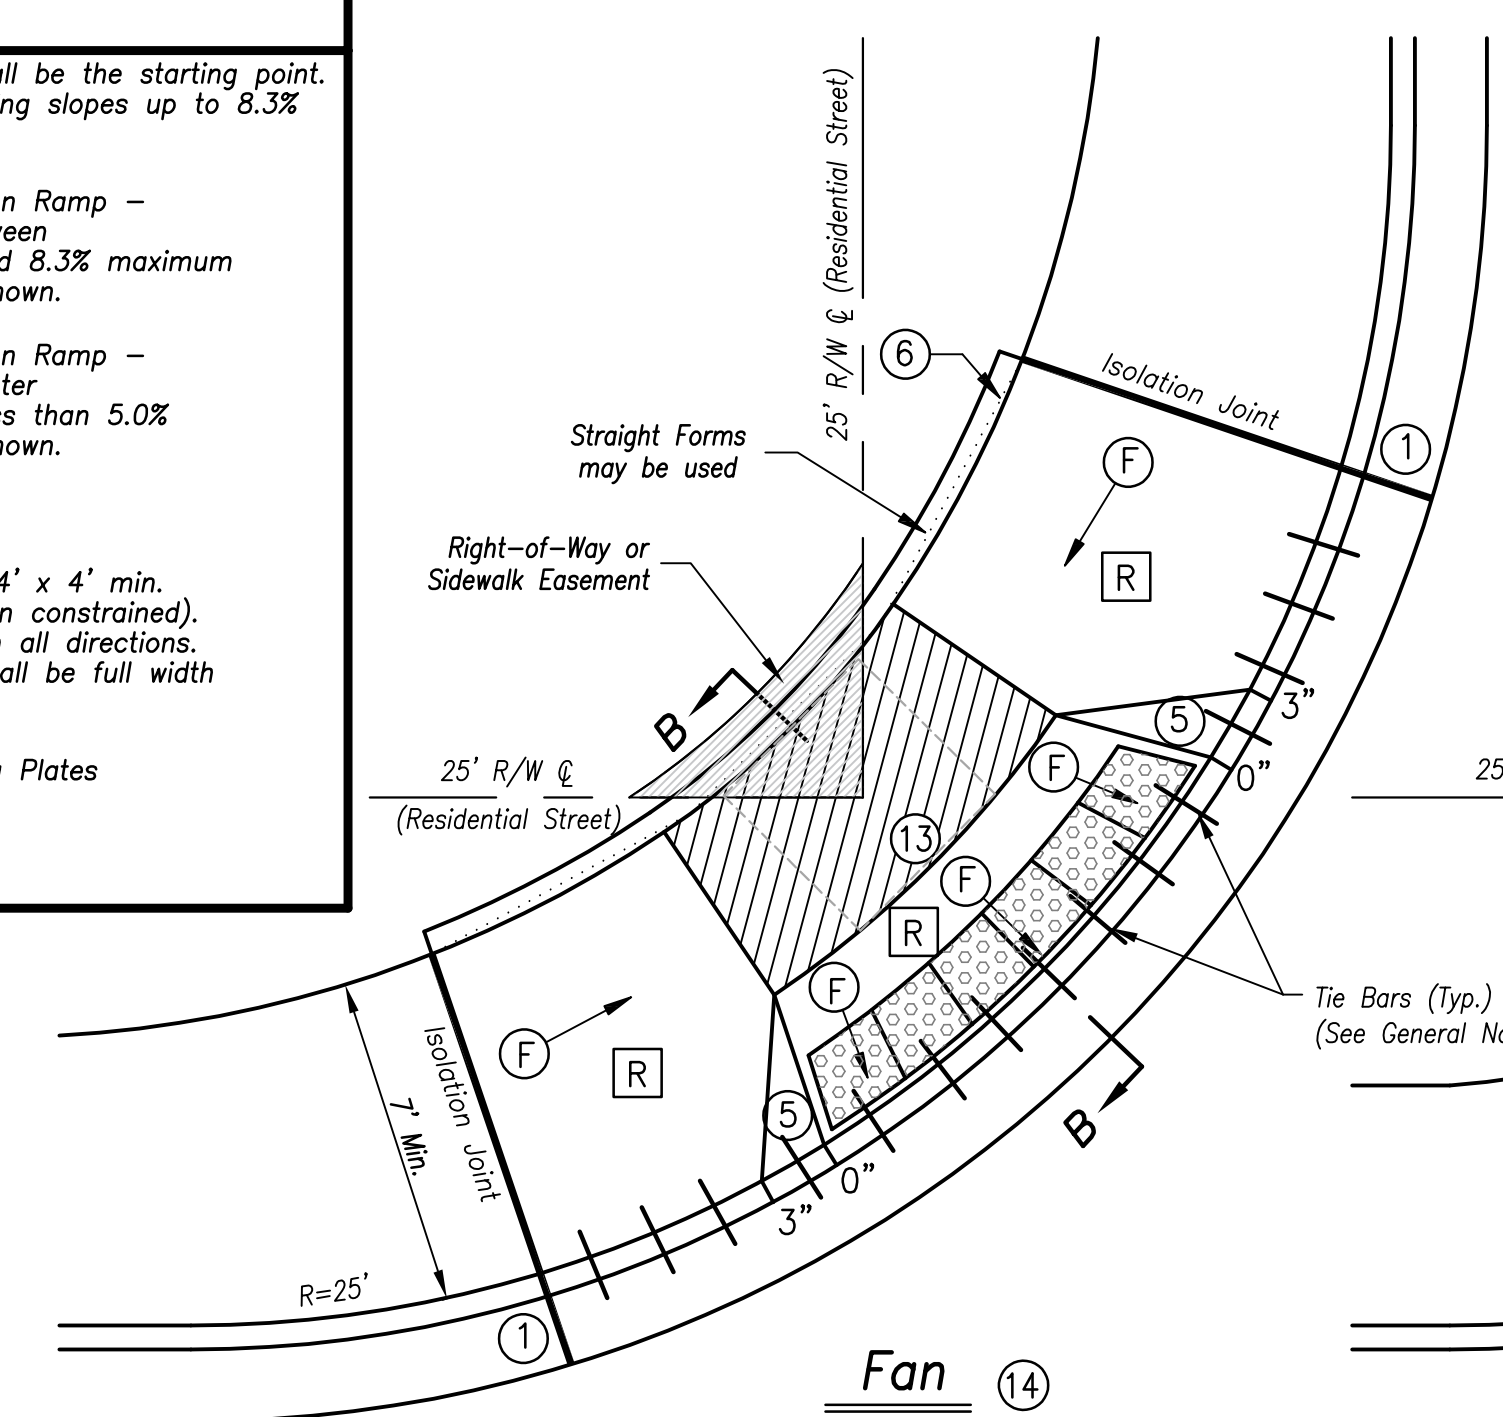 ll be the starting point.
ng slopes up to 8.3%
n Ramp –
een
d 8.3% maximum
own.
n Ramp –
ter
s than 5.0%
own.
4' x 4' min.
n constrained).
all directions.
all be full width
Plates
25' R/W ℄ (Residential Street)
6
Isolation Joint
1
Straight Forms
may be used
F
R
Right-of-Way or
Sidewalk Easement
B
5
3"
F
0"
25' R/W ℄
(Residential Street)
25
13
F
R
F
Tie Bars (Typ.)
(See General No
F
R
Isolation Joint
7' Min.
5
B
0"
3"
R=25'
1
Fan 14